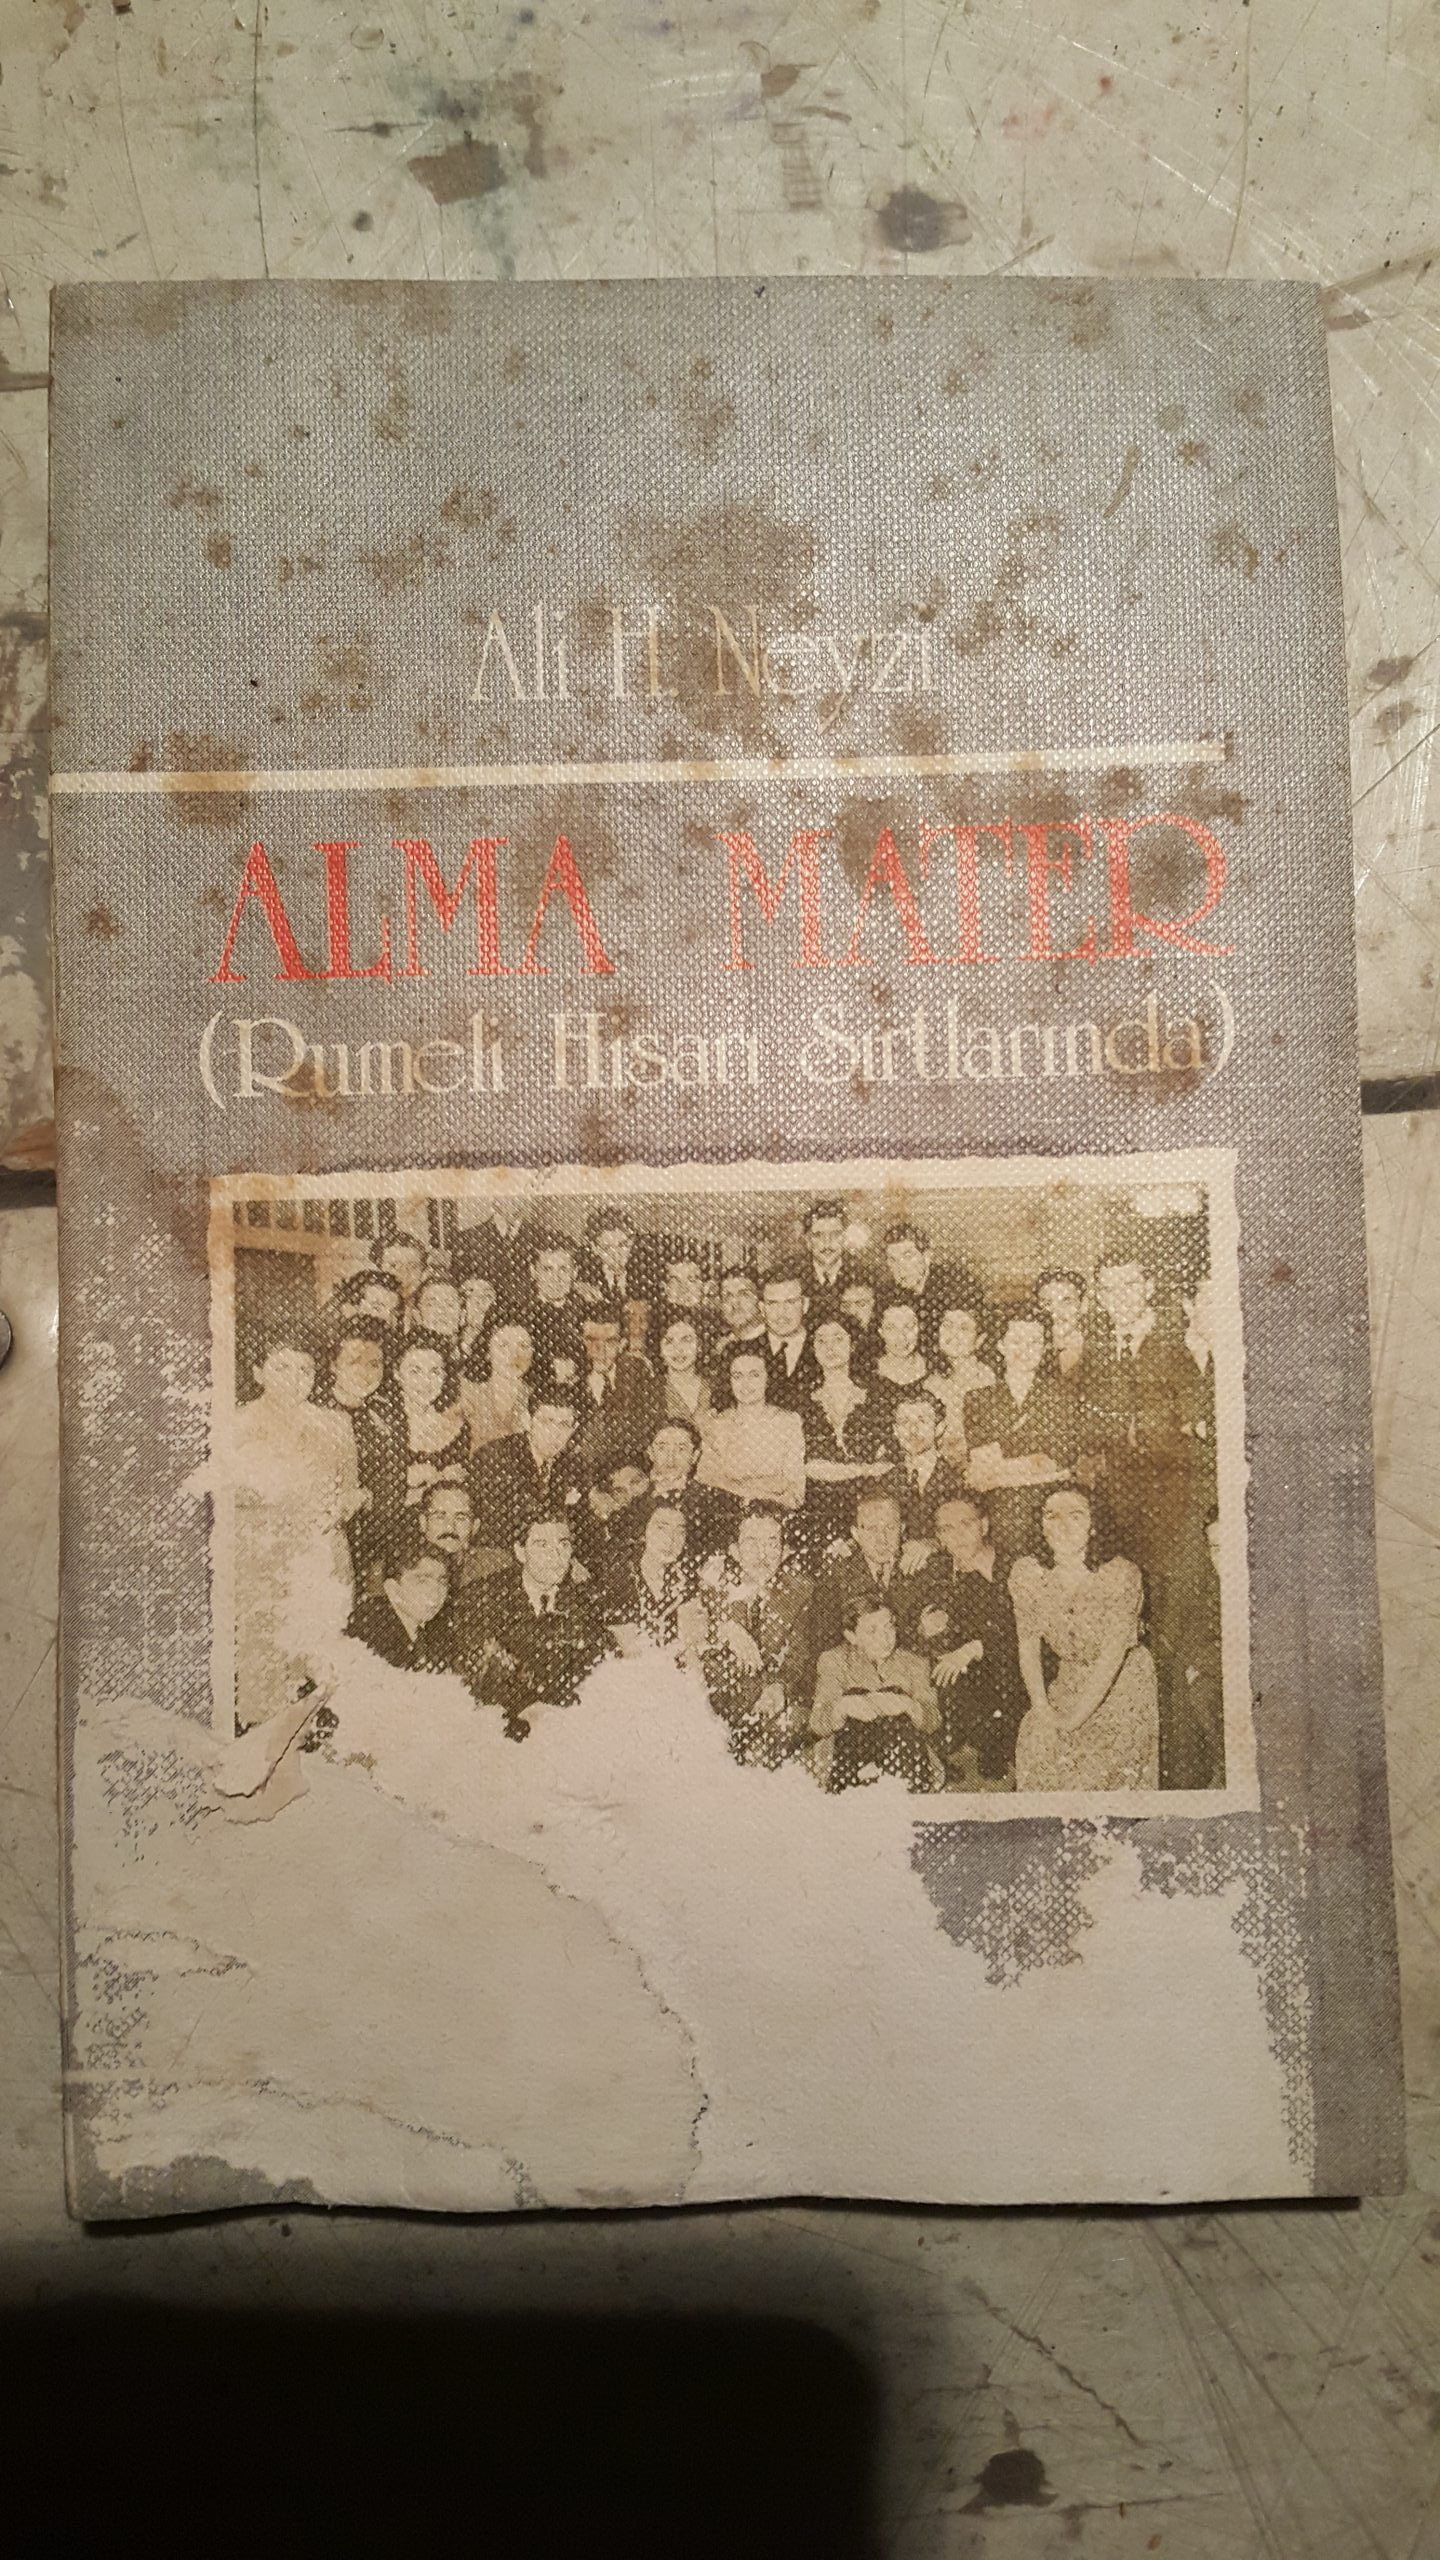 Ali H. Neyzi
ALMA MATER
(Rumeli Hisarı Sırtlarında)